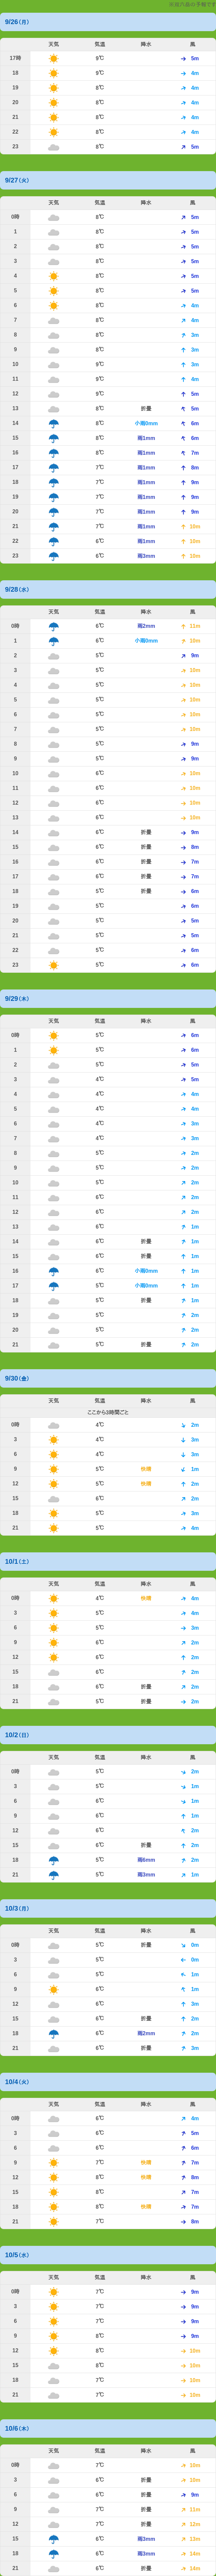 9/26(月)
天気 気温 降水 風
17時 9℃ 5m
18 9℃ 4m
19 8℃ 4m
20 8℃ 4m
21 8℃ 4m
22 8℃ 4m
23 8℃ 5m
9/27(火)
天気 気温 降水 風
0時 8℃ 5m
1 8℃ 5m
2 8℃ 5m
3 8℃ 5m
4 8℃ 5m
5 8℃ 5m
6 8℃ 4m
7 8℃ 4m
8 8℃ 3m
9 8℃ 3m
10 9℃ 3m
11 9℃ 4m
12 9℃ 5m
13 8℃ 折畳 5m
14 8℃ 小雨0mm 6m
15 8℃ 雨1mm 6m
16 8℃ 雨1mm 7m
17 7℃ 雨1mm 8m
18 7℃ 雨1mm 9m
19 7℃ 雨1mm 9m
20 7℃ 雨1mm 9m
21 7℃ 雨1mm 10m
22 6℃ 雨1mm 10m
23 6℃ 雨3mm 10m
9/28(水)
天気 気温 降水 風
0時 6℃ 雨2mm 11m
1 6℃ 小雨0mm 10m
2 5℃ 9m
3 5℃ 10m
4 5℃ 10m
5 5℃ 10m
6 5℃ 10m
7 5℃ 10m
8 5℃ 9m
9 5℃ 9m
10 6℃ 10m
11 6℃ 10m
12 6℃ 10m
13 6℃ 10m
14 6℃ 折畳 9m
15 6℃ 折畳 8m
16 6℃ 折畳 7m
17 6℃ 折畳 7m
18 5℃ 折畳 6m
19 5℃ 6m
20 5℃ 5m
21 5℃ 5m
22 5℃ 6m
23 5℃ 6m
9/29(木)
天気 気温 降水 風
0時 5℃ 6m
1 5℃ 6m
2 5℃ 5m
3 4℃ 5m
4 4℃ 4m
5 4℃ 4m
6 4℃ 3m
7 4℃ 3m
8 5℃ 2m
9 5℃ 2m
10 5℃ 2m
11 6℃ 2m
12 6℃ 2m
13 6℃ 1m
14 6℃ 折畳 1m
15 6℃ 折畳 1m
16 6℃ 小雨0mm 1m
17 5℃ 小雨0mm 1m
18 5℃ 折畳 1m
19 5℃ 2m
20 5℃ 2m
21 5℃ 折畳 2m
9/30(金)
天気 気温 降水 風
ここから3時間ごと
0時 4℃ 2m
3 4℃ 3m
6 4℃ 3m
9 5℃ 快晴 1m
12 5℃ 快晴 2m
15 6℃ 2m
18 5℃ 3m
21 5℃ 4m
10/1(土)
天気 気温 降水 風
0時 4℃ 快晴 4m
3 5℃ 4m
6 5℃ 3m
9 6℃ 2m
12 6℃ 2m
15 6℃ 2m
18 6℃ 折畳 2m
21 5℃ 折畳 2m
10/2(日)
天気 気温 降水 風
0時 5℃ 2m
3 5℃ 1m
6 6℃ 1m
9 6℃ 1m
12 6℃ 2m
15 6℃ 折畳 2m
18 5℃ 雨6mm 2m
21 5℃ 雨3mm 1m
10/3(月)
天気 気温 降水 風
0時 5℃ 折畳 0m
3 5℃ 0m
6 5℃ 1m
9 6℃ 1m
12 6℃ 3m
15 6℃ 折畳 2m
18 6℃ 雨2mm 2m
21 6℃ 折畳 3m
10/4(火)
天気 気温 降水 風
0時 6℃ 4m
3 6℃ 5m
6 6℃ 6m
9 7℃ 快晴 7m
12 8℃ 快晴 8m
15 8℃ 7m
18 8℃ 快晴 7m
21 7℃ 8m
10/5(水)
天気 気温 降水 風
0時 7℃ 9m
3 7℃ 9m
6 7℃ 9m
9 8℃ 9m
12 8℃ 10m
15 8℃ 10m
18 7℃ 10m
21 7℃ 10m
10/6(木)
天気 気温 降水 風
0時 7℃ 10m
3 6℃ 折畳 10m
6 8℃ 折畳 9m
9 7℃ 折畳 11m
12 7℃ 折畳 12m
15 6℃ 雨3mm 13m
18 6℃ 雨3mm 14m
21 6℃ 折畳 14m